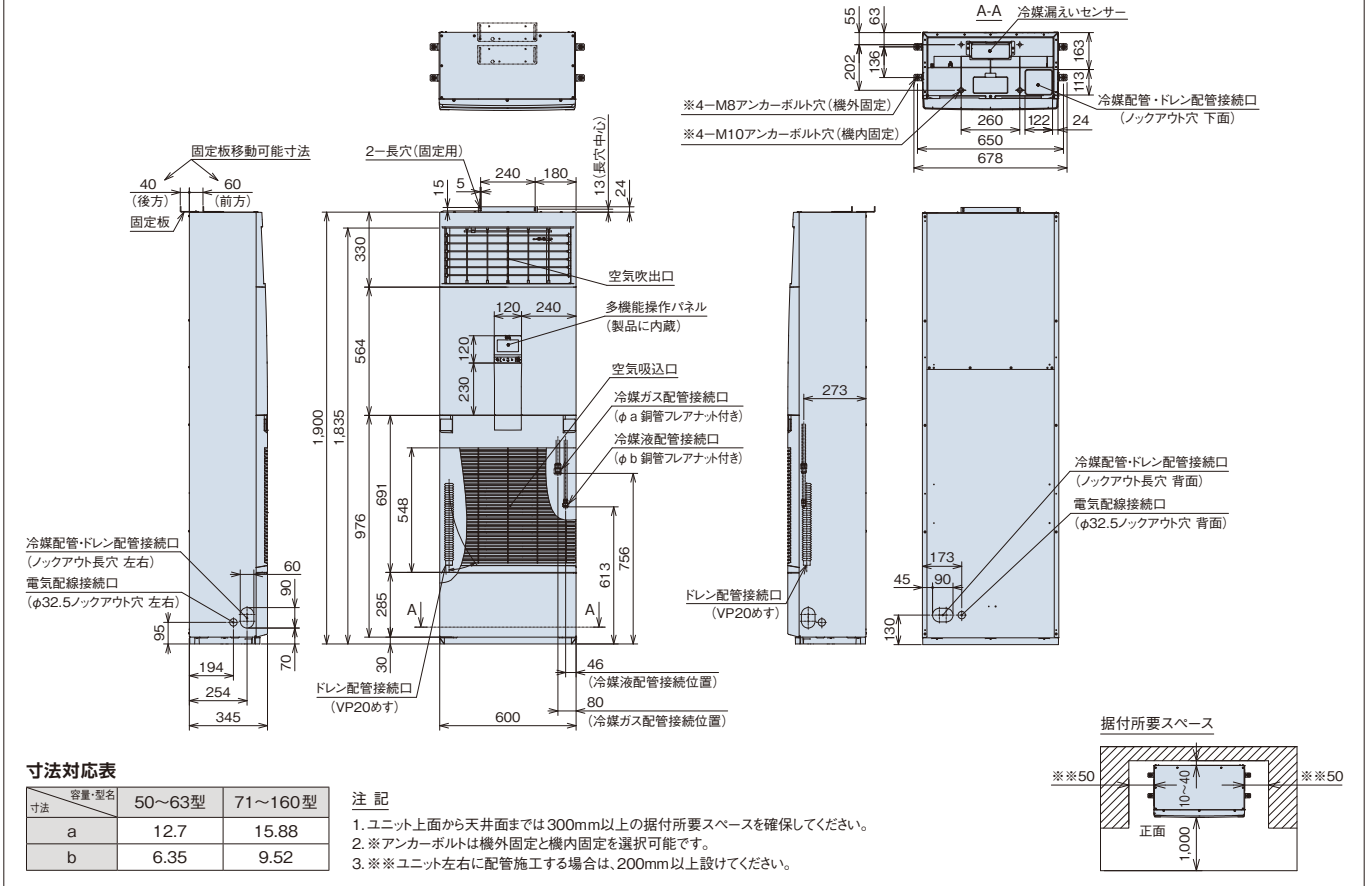 55
63
A-A
冷媒漏えいセンサー
202
136
163
113
※4ーM8アンカーボルト穴(機外固定)
冷媒配管・ドレン配管接続口
(ノックアウト穴 下面)
※4ーM10アンカーボルト穴(機内固定)
260
122
24
650
678
固定板移動可能寸法
40
(後方)
60
(前方)
固定板
2ー長穴(固定用)
15
5
240
180
13(長穴中心)
24
330
空気吹出口
120
240
多機能操作パネル
(製品に内蔵)
120
564
230
空気吸込口
冷媒ガス配管接続口
(φa 銅管フレアナット付き)
冷媒液配管接続口
(φb 銅管フレアナット付き)
1,900
1,835
691
548
976
756
613
285
A
A
30
46
(冷媒液配管接続位置)
80
(冷媒ガス配管接続位置)
600
ドレン配管接続口
(VP20めす)
冷媒配管・ドレン配管接続口
(ノックアウト長穴 左右)
電気配線接続口
(φ32.5ノックアウト穴 左右)
60
90
95
70
194
254
345
273
ドレン配管接続口
(VP20めす)
冷媒配管・ドレン配管接続口
(ノックアウト長穴 背面)
電気配線接続口
(φ32.5ノックアウト穴 背面)
173
45
90
130
据付所要スペース
※※50
10~40
※※50
正面
1,000
寸法対応表
寸法 容量・型名 50~63型 71~160型
a 12.7 15.88
b 6.35 9.52
注 記
1.ユニット上面から天井面までは300mm以上の据付所要スペースを確保してください。
2.※アンカーボルトは機外固定と機内固定を選択可能です。
3.※※ユニット左右に配管施工する場合は、200mm以上設けてください。